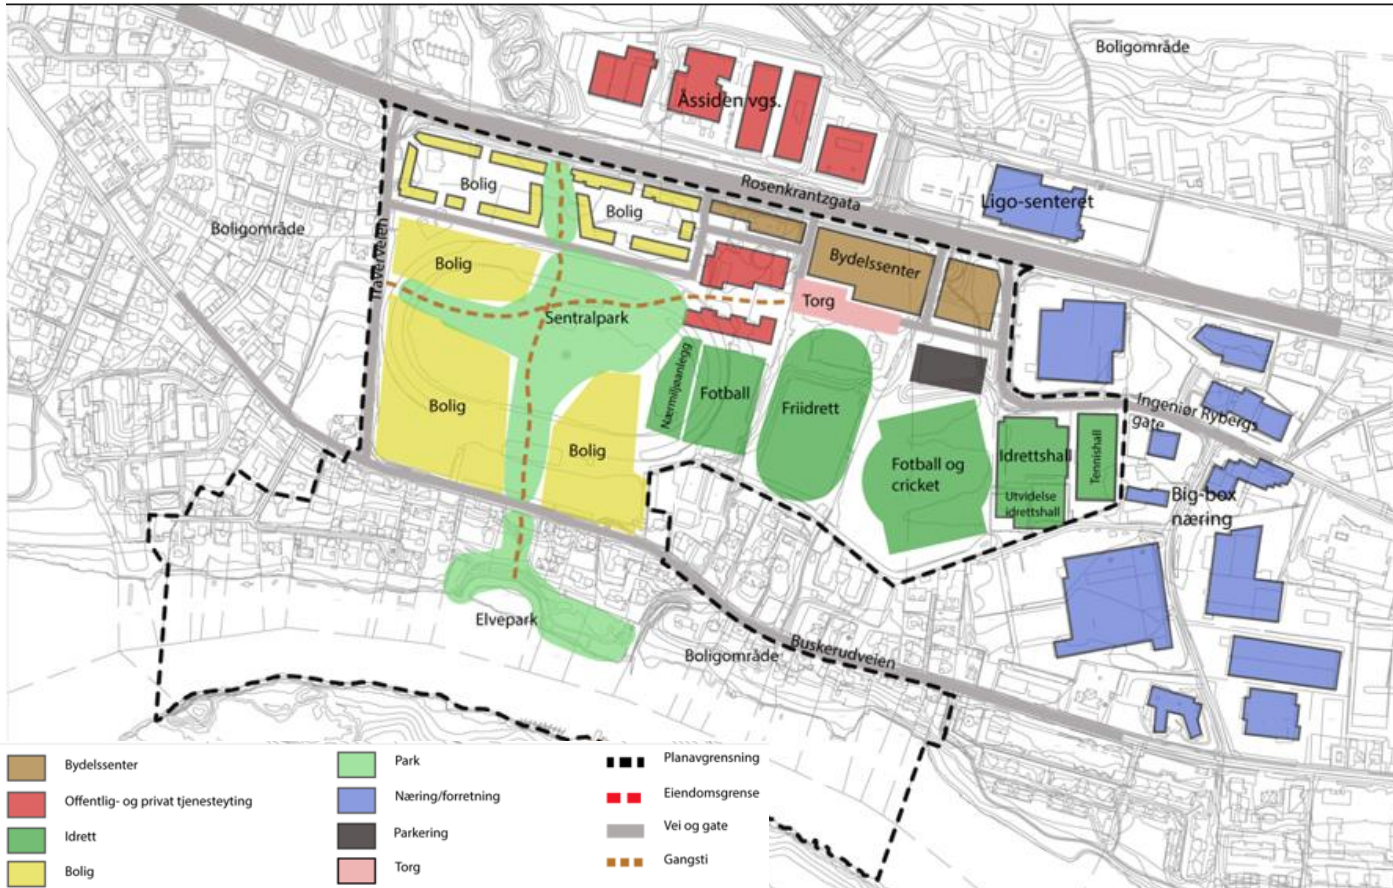 Boligområde
Åssiden vgs.
Rosenkrantzgata
Ligo-senteret
Bolig
Bolig
Boligområde
Traverveien
Bolig
Bydelssenter
Torg
Sentralpark
Nærmiljøanlegg
Fotball
Friidrett
Bolig
Bolig
Fotball og
cricket
Idrettshall
Utvidelse
idrettshall
Tennishall
Ingeniør Rybergs
gate
Big-box
næring
Elvepark
Boligområde
Buskerudveien
Bydelssenter
Offentlig- og privat tjenesteyting
Idrett
Bolig
Park
Næring/forretning
Parkering
Torg
Planavgrensning
Eiendomsgrense
Vei og gate
Gangsti